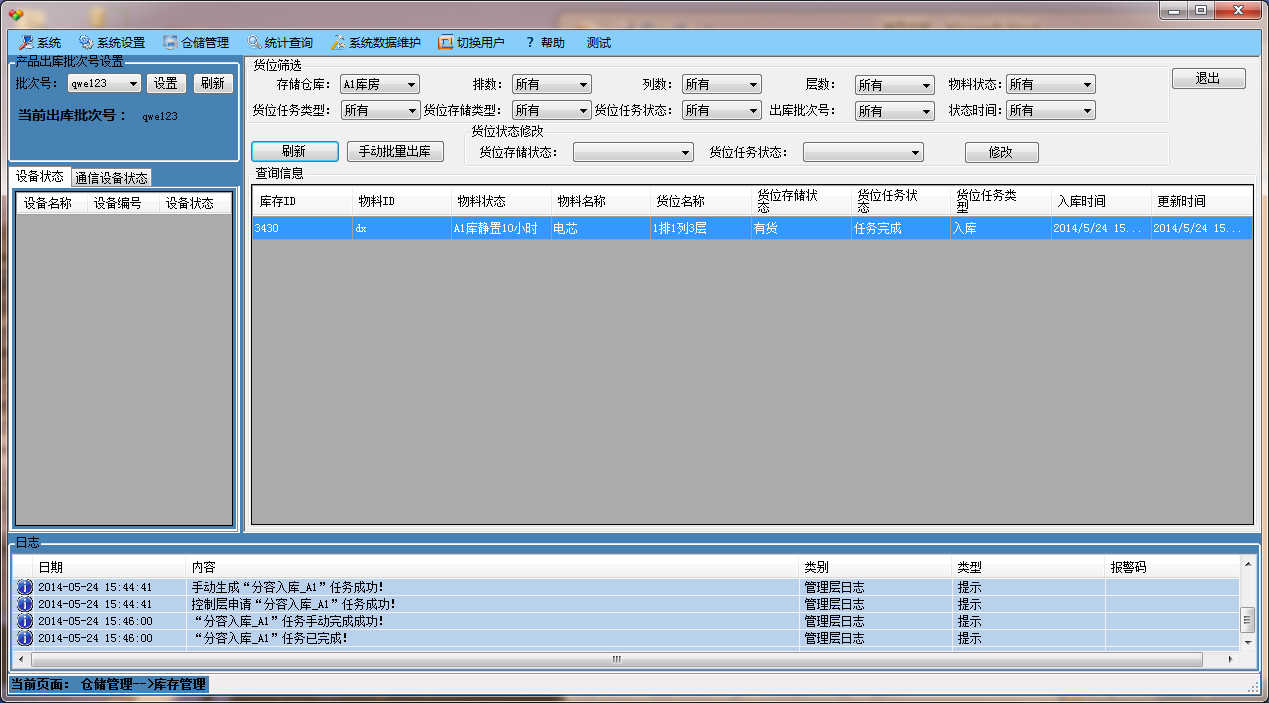 系统 系统设置 仓储管理 统计查询 系统数据维护 切换用户 ? 帮助 测试
产品出库批次号设置
批次号: qwe123 设置 刷新
当前出库批次号： qwe123
货位筛选
存储仓库: A1库房 排数: 所有 列数: 所有 层数: 所有 物料状态: 所有 退出
货位任务类型: 所有 货位存储类型: 所有 货位任务状态: 所有 出库批次号: 所有 状态时间: 所有
货位状态修改
刷新 手动批量出库 货位存储状态: 货位任务状态: 修改
设备状态 通信设备状态
设备名称 设备编号 设备状态
查询信息
库存ID 物料ID 物料状态 物料名称 货位名称 货位存储状态 货位任务状态 货位任务类型 入库时间 更新时间
3430 dx A1库静置10小时 电芯 1排1列3层 有货 任务完成 入库 2014/5/24 15... 2014/5/24 15...
日志
日期 内容 类别 类型 报警码
2014-05-24 15:44:41 手动生成“分容入库_A1”任务成功! 管理层日志 提示
2014-05-24 15:44:41 控制层申请“分容入库_A1”任务成功! 管理层日志 提示
2014-05-24 15:46:00 “分容入库_A1”任务手动完成成功! 管理层日志 提示
2014-05-24 15:46:00 “分容入库_A1”任务已完成! 管理层日志 提示
当前页面: 仓储管理-->库存管理